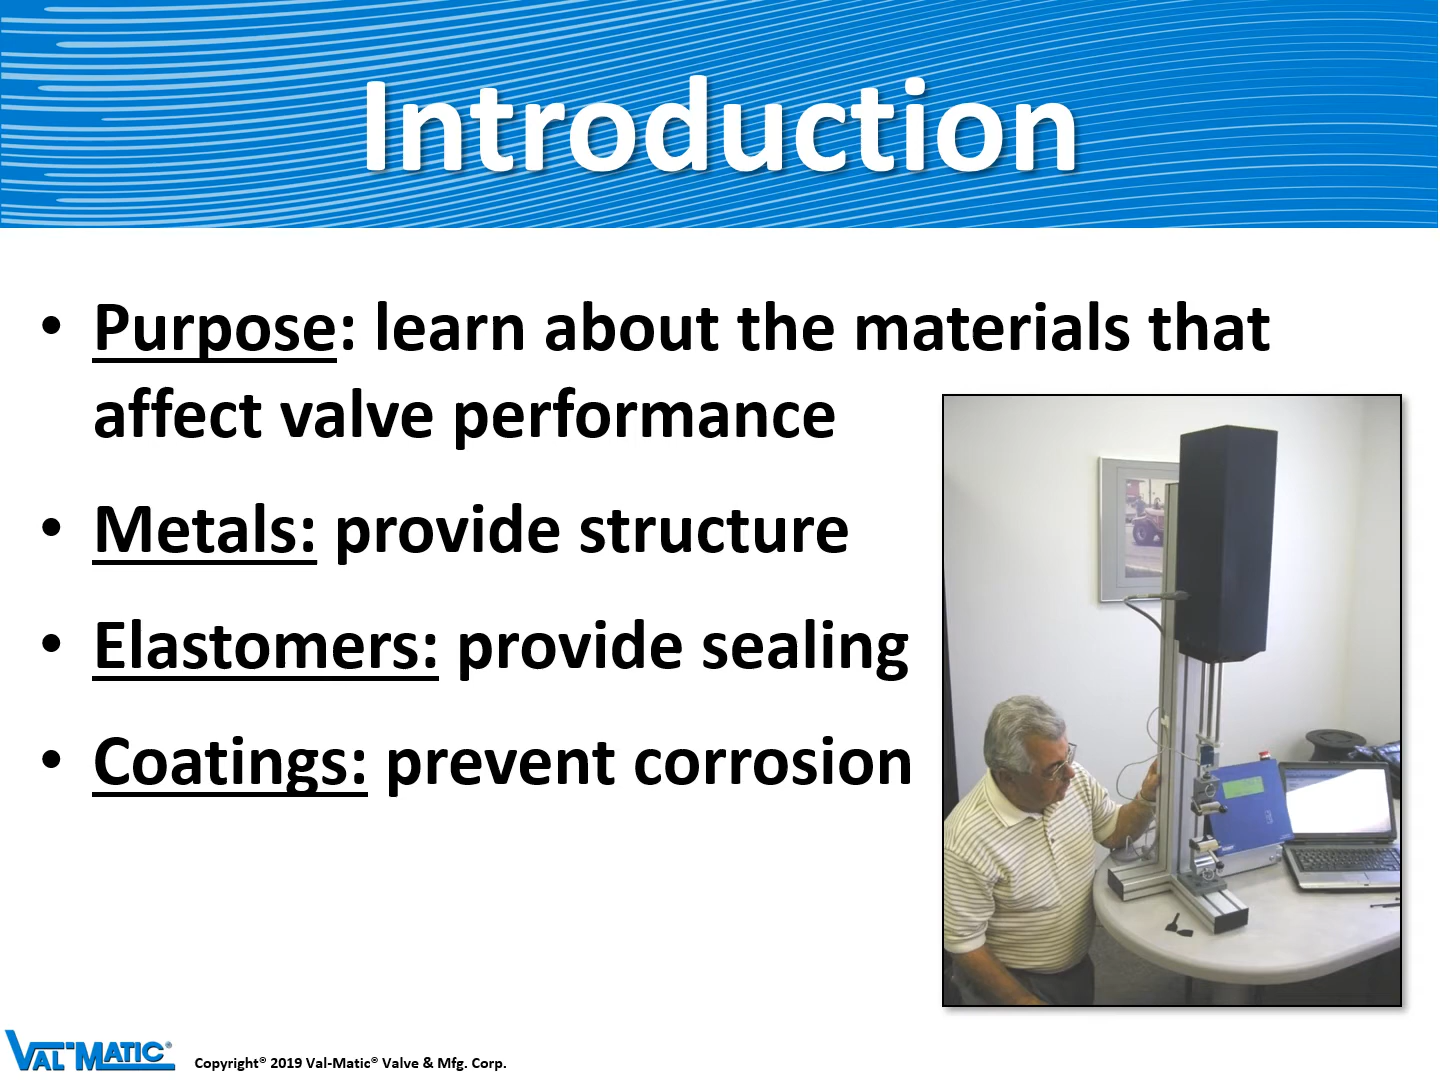 Introduction
• Purpose: learn about the materials that
affect valve performance
• Metals: provide structure
• Elastomers: provide sealing
• Coatings: prevent corrosion
VAL-MATIC®
Copyright® 2019 Val-Matic® Valve & Mfg. Corp.